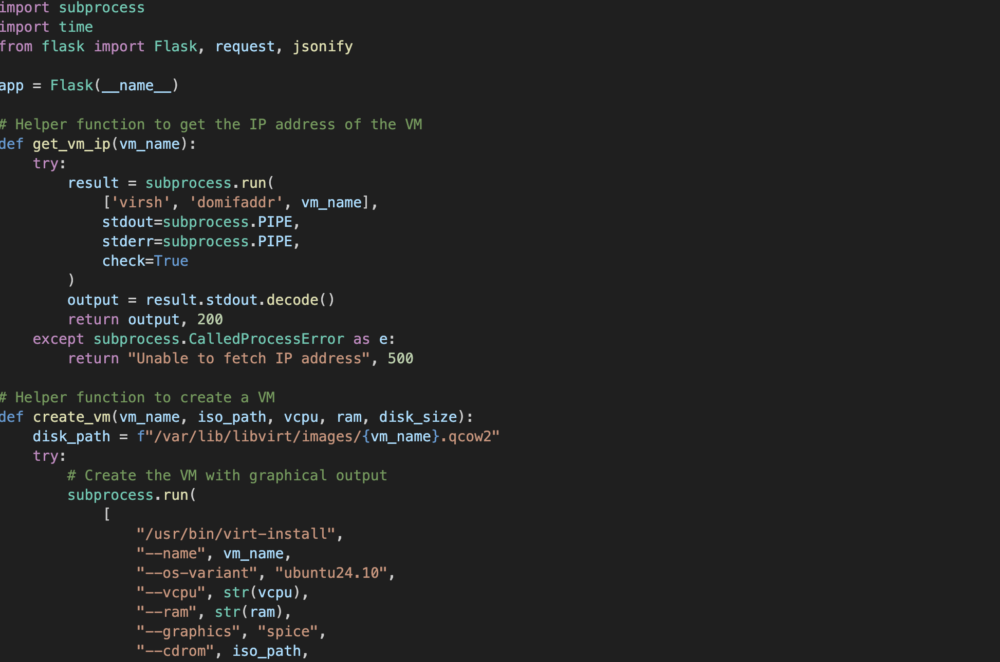 import subprocess
import time
from flask import Flask, request, jsonify

app = Flask(__name__)

# Helper function to get the IP address of the VM
def get_vm_ip(vm_name):
    try:
        result = subprocess.run(
            ['virsh', 'domifaddr', vm_name],
            stdout=subprocess.PIPE,
            stderr=subprocess.PIPE,
            check=True
        )
        output = result.stdout.decode()
        return output, 200
    except subprocess.CalledProcessError as e:
        return "Unable to fetch IP address", 500

# Helper function to create a VM
def create_vm(vm_name, iso_path, vcpu, ram, disk_size):
    disk_path = f"/var/lib/libvirt/images/{vm_name}.qcow2"
    try:
        # Create the VM with graphical output
        subprocess.run(
            [
                "/usr/bin/virt-install",
                "--name", vm_name,
                "--os-variant", "ubuntu24.10",
                "--vcpu", str(vcpu),
                "--ram", str(ram),
                "--graphics", "spice",
                "--cdrom", iso_path,